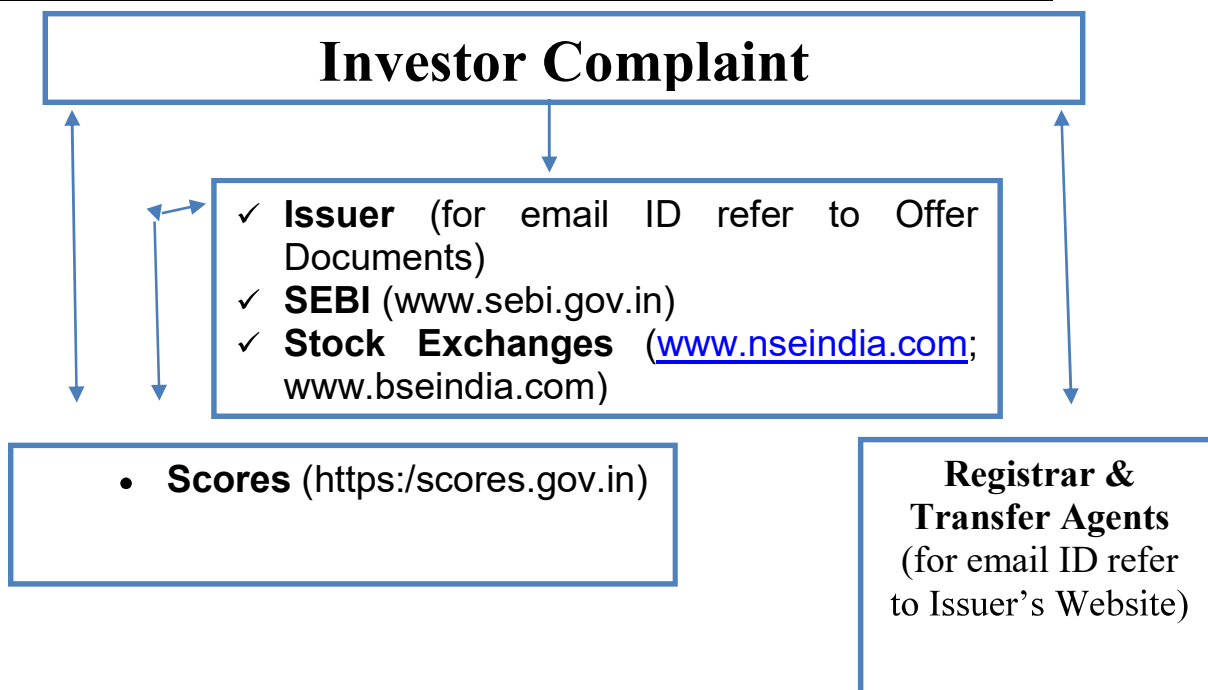 Investor Complaint
✓ Issuer (for email ID refer to Offer
Documents)
✓ SEBI (www.sebi.gov.in)
✓ Stock Exchanges (www.nseindia.com;
www.bseindia.com)
• Scores (https:/scores.gov.in)
Registrar &
Transfer Agents
(for email ID refer
to Issuer’s Website)